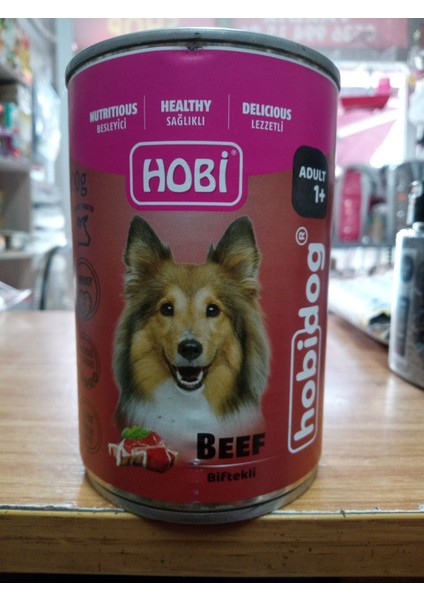 NUTRITIOUS
BESLEYİCİ
HEALTHY
SAĞLIKLI
DELICIOUS
LEZZETLİ
HOBİ®
ADULT
1+
hobidog®
BEEF
Biftekli